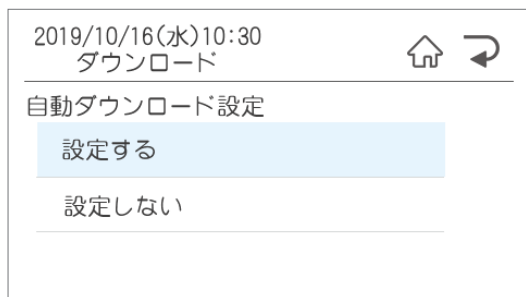 2019/10/16(水)10:30
ダウンロード
自動ダウンロード設定
設定する
設定しない